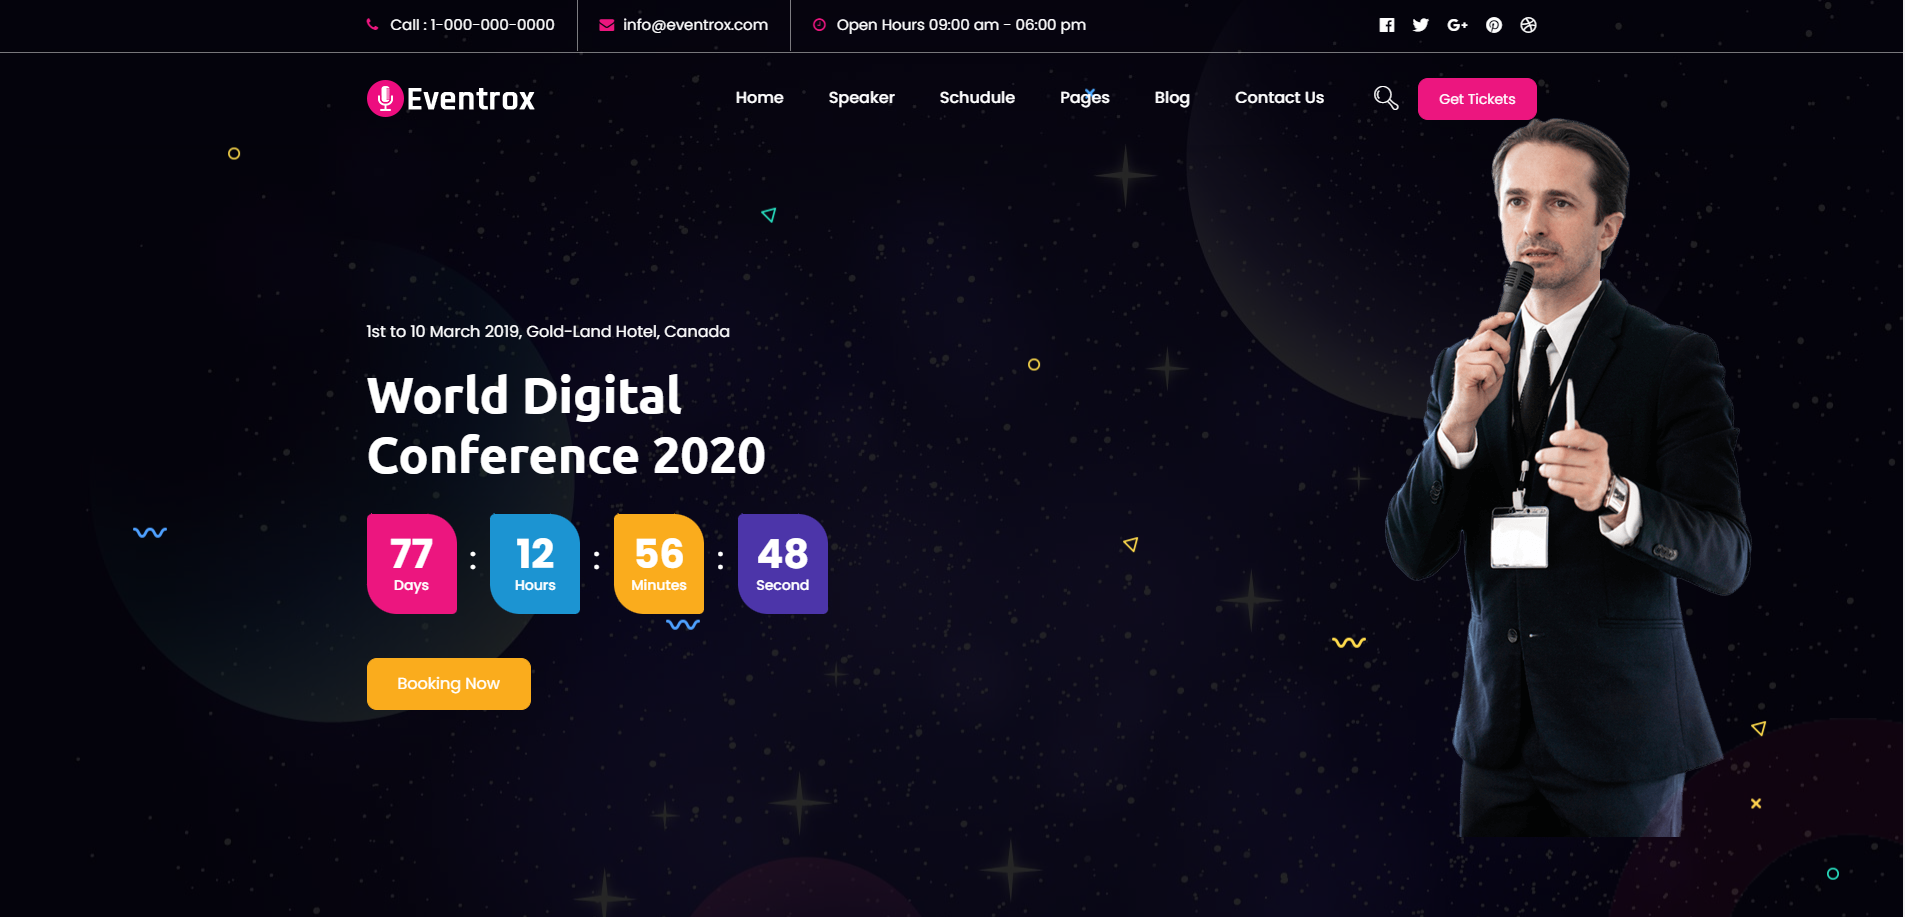 Call : 1-000-000-0000
info@eventrox.com
Open Hours 09:00 am - 06:00 pm
Eventrox
Home
Speaker
Schudule
Pages
Blog
Contact Us
Get Tickets
1st to 10 March 2019, Gold-Land Hotel, Canada
World Digital
Conference 2020
77 : 12 : 56 : 48
Days Hours Minutes Second
Booking Now